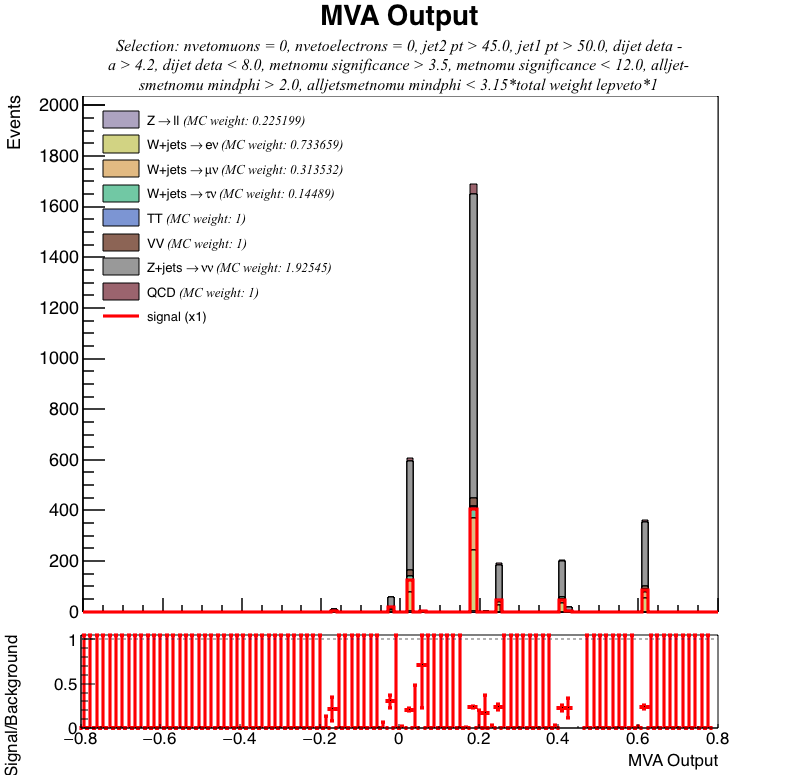 MVA Output
Selection: nvetomuons = 0, nvetoelectrons = 0, jet2 pt > 45.0, jet1 pt > 50.0, dijet deta -
a > 4.2, dijet deta < 8.0, metnomu significance > 3.5, metnomu significance < 12.0, alljet-
smetnomu mindphi > 2.0, alljetsmetnomu mindphi < 3.15*total weight lepveto*1
Events
2000
1800
1600
1400
1200
1000
800
600
400
200
0
Z→ll (MC weight: 0.225199)
W+jets→eν (MC weight: 0.733659)
W+jets→μν (MC weight: 0.313532)
W+jets→τν (MC weight: 0.14489)
TT (MC weight: 1)
VV (MC weight: 1)
Z+jets→νν (MC weight: 1.92545)
QCD (MC weight: 1)
signal (x1)
Signal/Background
1
0.5
0
−0.8 −0.6 −0.4 −0.2 0 0.2 0.4 0.6 0.8
MVA Output